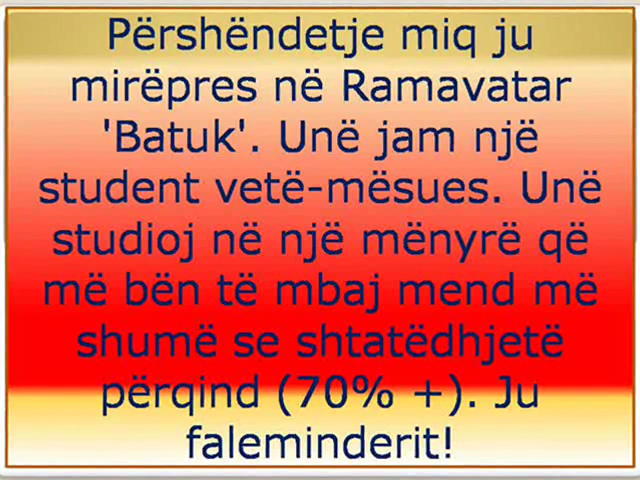 Përshëndetje miq ju
mirëpres në Ramavatar
'Batuk'. Unë jam një
student vetë-mësues. Unë
studioj në një mënyrë që
më bën të mbaj mend më
shumë se shtatëdhjetë
përqind (70% +). Ju
faleminderit!